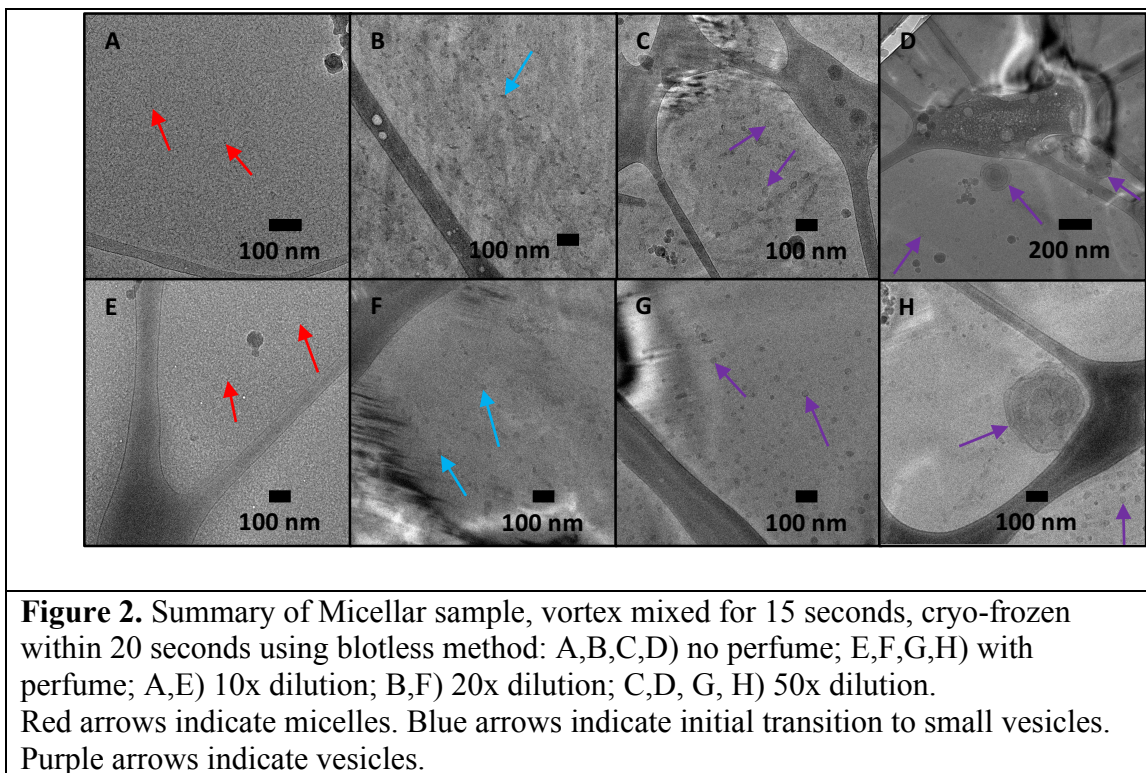 A
B
C
D
100 nm
100 nm
100 nm
200 nm
E
F
G
H
100 nm
100 nm
100 nm
100 nm
Figure 2. Summary of Micellar sample, vortex mixed for 15 seconds, cryo-frozen
within 20 seconds using blotless method: A,B,C,D) no perfume; E,F,G,H) with
perfume; A,E) 10x dilution; B,F) 20x dilution; C,D, G, H) 50x dilution.
Red arrows indicate micelles. Blue arrows indicate initial transition to small vesicles.
Purple arrows indicate vesicles.